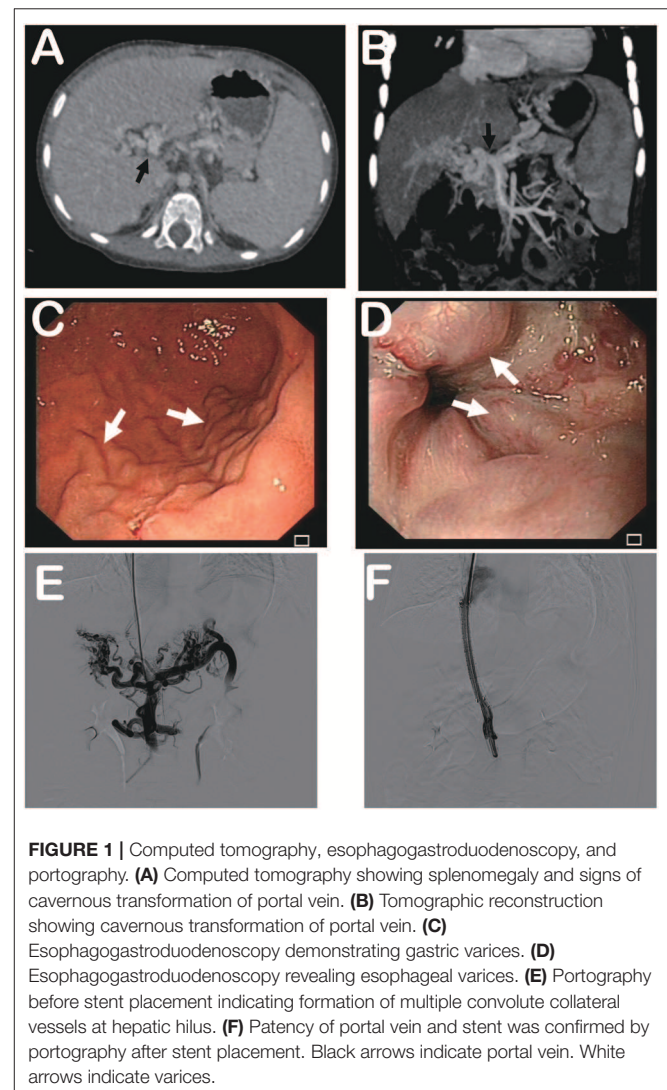 A
B
C
D
E
F
FIGURE 1 | Computed tomography, esophagogastroduodenoscopy, and
portography. (A) Computed tomography showing splenomegaly and signs of
cavernous transformation of portal vein. (B) Tomographic reconstruction
showing cavernous transformation of portal vein. (C)
Esophagogastroduodenoscopy demonstrating gastric varices. (D)
Esophagogastroduodenoscopy revealing esophageal varices. (E) Portography
before stent placement indicating formation of multiple convolute collateral
vessels at hepatic hilus. (F) Patency of portal vein and stent was confirmed by
portography after stent placement. Black arrows indicate portal vein. White
arrows indicate varices.